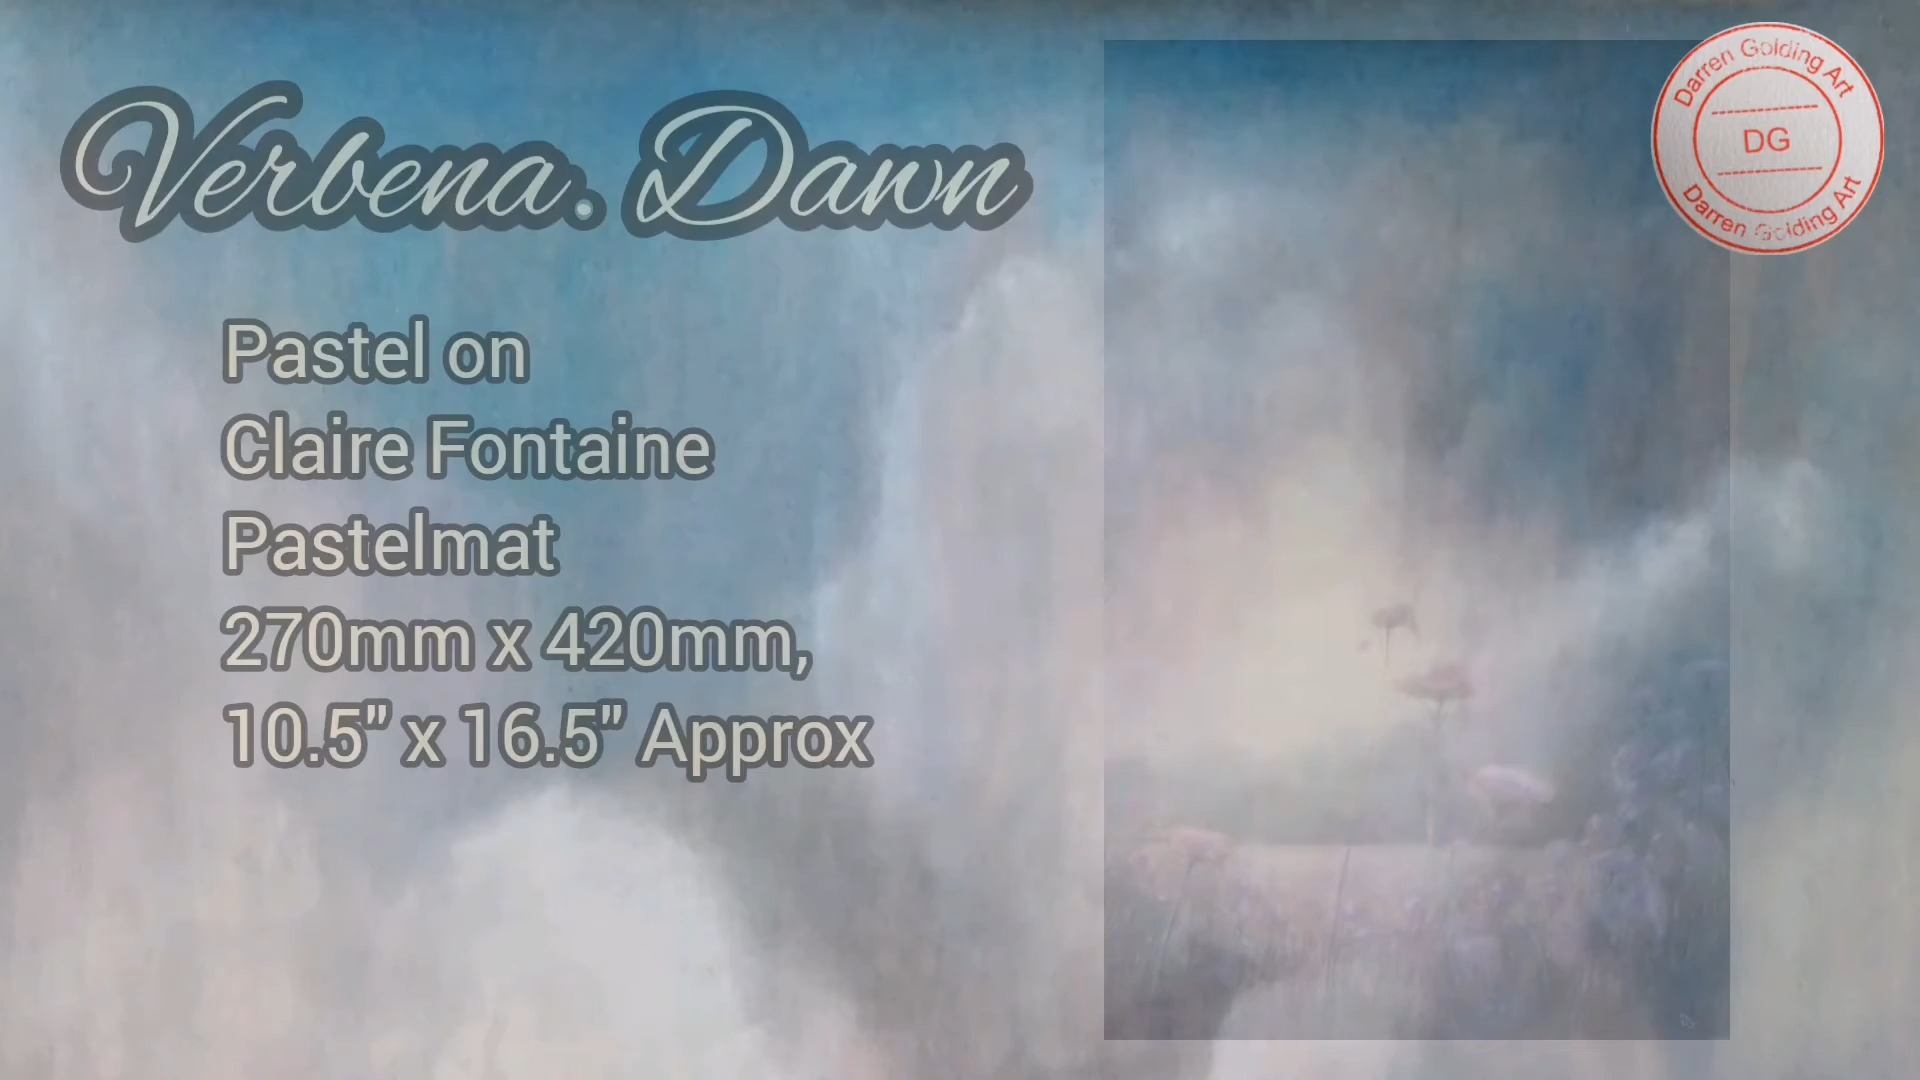 Verbena. Dawn
Pastel on
Claire Fontaine
Pastelmat
270mm x 420mm,
10.5" x 16.5" Approx
Darren Golding Art
DG
Darren Golding Art